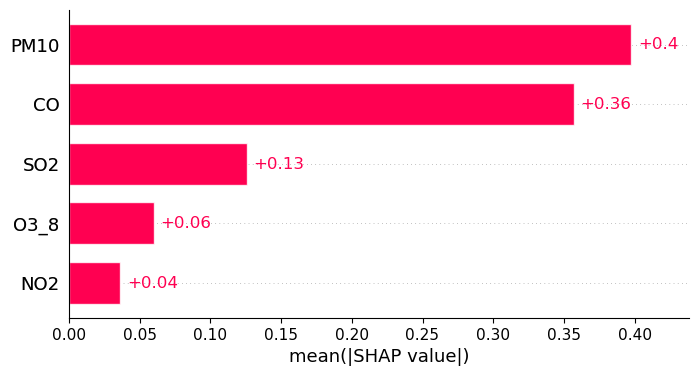 PM10 +0.4
CO +0.36
SO2 +0.13
O3_8 +0.06
NO2 +0.04
0.00 0.05 0.10 0.15 0.20 0.25 0.30 0.35 0.40
mean(|SHAP value|)